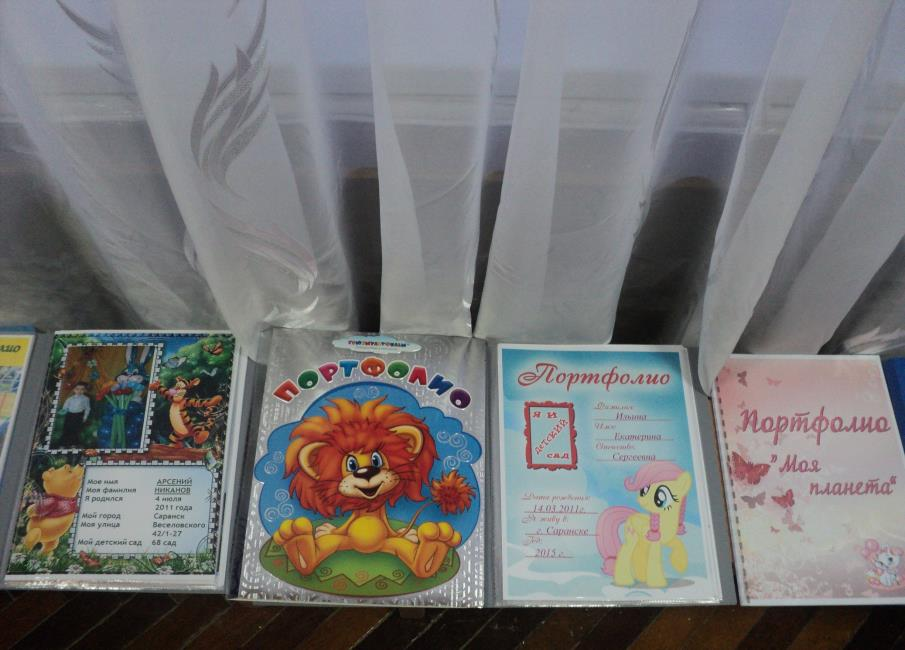 лио
Мое имя АРСЕНИЙ
Моя фамилия НИКАНОВ
Я родился 4 июля
2011 года
Мой город Саранск
Моя улица Веселовского
42/1-27
Мой детский сад 68 сад
ПОРТФОЛИО
Портфолио
Я И
ДЕТСКИЙ
САД
Фамилия:
Ильина
Имя:
Екатерина
Отчество:
Сергеевна
Дата рождения:
14.03.2011г.
Я живу в:
г. Саранске
2015 г.
Портфолио
"Моя
планета"